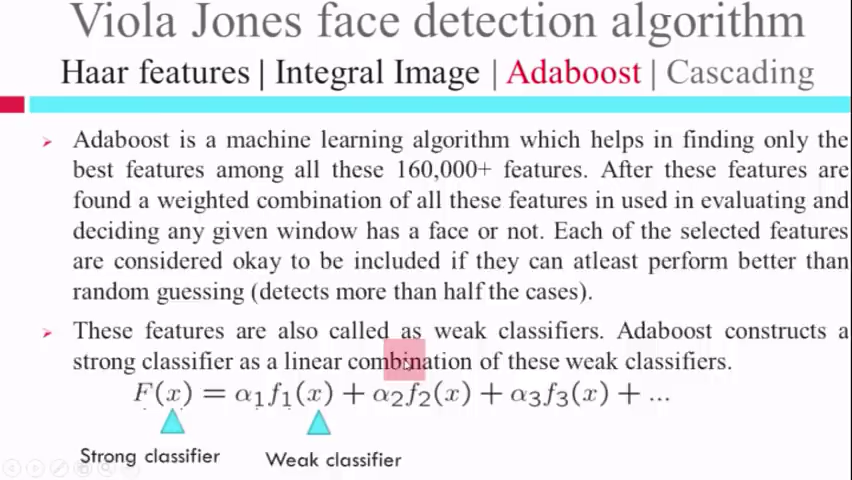 Viola Jones face detection algorithm
Haar features | Integral Image | Adaboost | Cascading
Adaboost is a machine learning algorithm which helps in finding only the
best features among all these 160,000+ features. After these features are
found a weighted combination of all these features in used in evaluating and
deciding any given window has a face or not. Each of the selected features
are considered okay to be included if they can atleast perform better than
random guessing (detects more than half the cases).
These features are also called as weak classifiers. Adaboost constructs a
strong classifier as a linear combination of these weak classifiers.
F(x) = α₁f₁(x) + α₂f₂(x) + α₃f₃(x) + ...
Strong classifier
Weak classifier